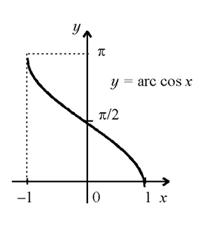 y
π
y = arc cos x
π/2
−1 0 1 x